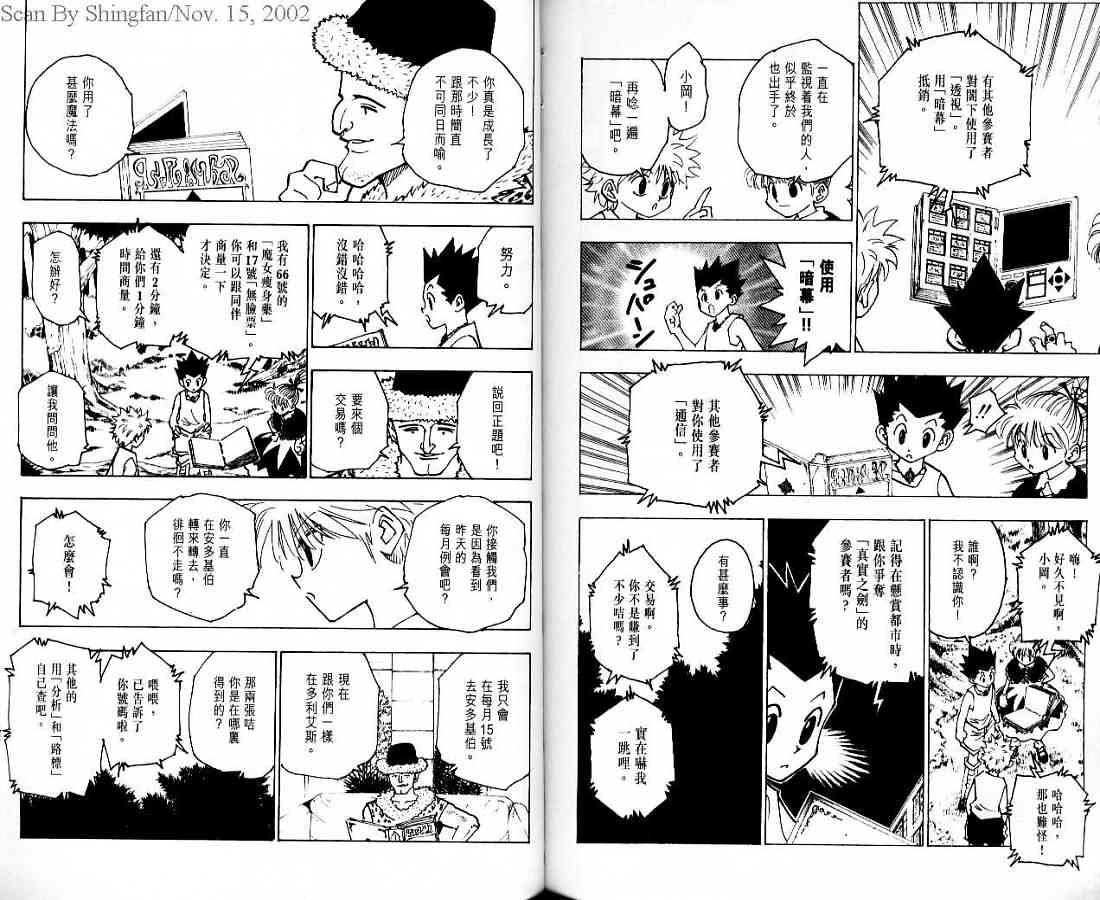 Scan By Shingfan/Nov. 15, 2002
有其他參賽者
對閣下使用了
「透視」。
用「暗幕」
抵銷。
一直在
監視着我們的人
似乎終於
也出手了。
小岡！
再唸一遍
「暗幕」吧。
使用
「暗幕」!!
シュパーン
!!
其他參賽者
對你使用了
「通信」。
嗨！
好久不見啊，
小岡。
誰啊？
我不認識你！
哈哈哈，
那也難怪！
記得在懸賞都市時，
跟你爭奪
「真實之劍」的
參賽者嗎？
有甚麼事？
交易啊。
你不是賺到了
不少咭嗎？
實在嚇我
一跳哩。
你真是成長了
不少！
跟那時簡直
不可同日而喻。
你用了
甚麼魔法嗎？
努力。
哈哈哈，
沒錯沒錯。
說回正題吧！
要來個
交易嗎？
我有66號的
「魔女瘦身藥」
和17號「無臉票」，
你可以跟同伴
商量一下
才決定。
還有2分鐘，
給你們1分鐘
時間商量。
怎辦好？
讓我問問他。
你接觸我們，
是因為看到
昨天的
每月例會吧？
你一直
在安多基伯
轉來轉去，
徘徊不走嗎？
怎麼會！
我只會
在每月15號
去安多基伯。
現在
跟你們一樣
在多利艾斯。
那兩張咭
你是在哪裏
得到的？
喂喂，
已告訴了
你號碼啦。
其他的
用「分析」和「路標」
自己查吧。